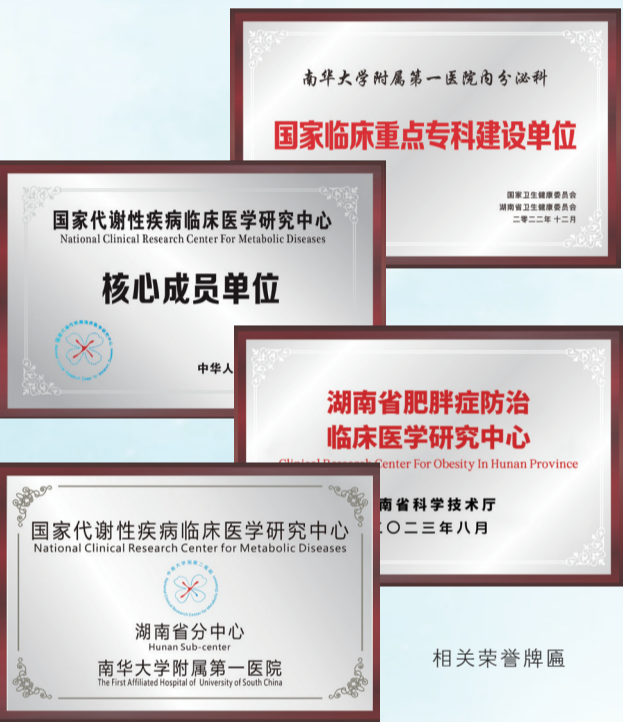 南华大学附属第一医院内分泌科
国家临床重点专科建设单位
国家卫生健康委员会
湖南省卫生健康委员会
二零二二年 十二月
国家代谢性疾病临床医学研究中心
National Clinical Research Center For Metabolic Diseases
核心成员单位
中华人
湖南省肥胖症防治
临床医学研究中心
Clinical Research Center For Obesity In Hunan Province
南省科学技术厅
二〇二三年八月
国家代谢性疾病临床医学研究中心
National Clinical Research Center for Metabolic Diseases
湖南省分中心
Hunan Sub-center
南华大学附属第一医院
The First Affiliated Hospital of University of South China
相关荣誉牌匾